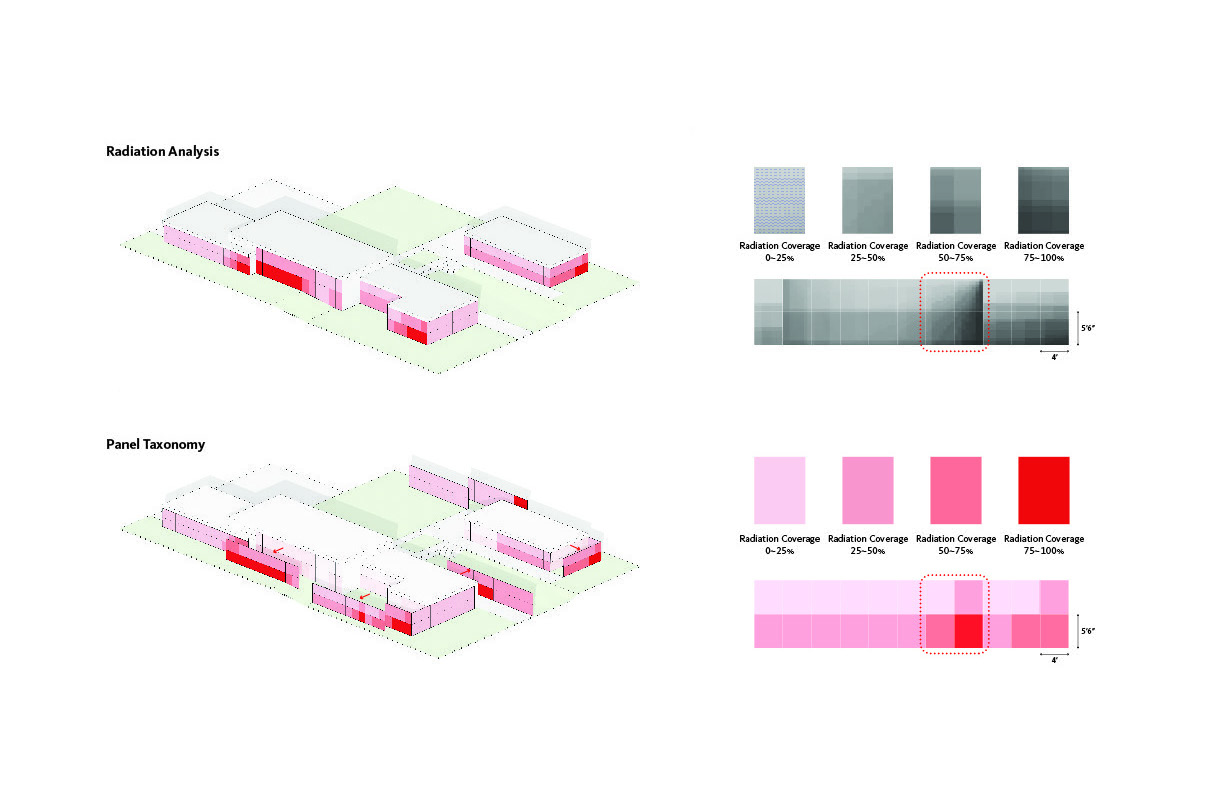 Radiation Analysis
Radiation Coverage
0~25%
Radiation Coverage
25~50%
Radiation Coverage
50~75%
Radiation Coverage
75~100%
5'6"
4'
Panel Taxonomy
Radiation Coverage
0~25%
Radiation Coverage
25~50%
Radiation Coverage
50~75%
Radiation Coverage
75~100%
5'6"
4'